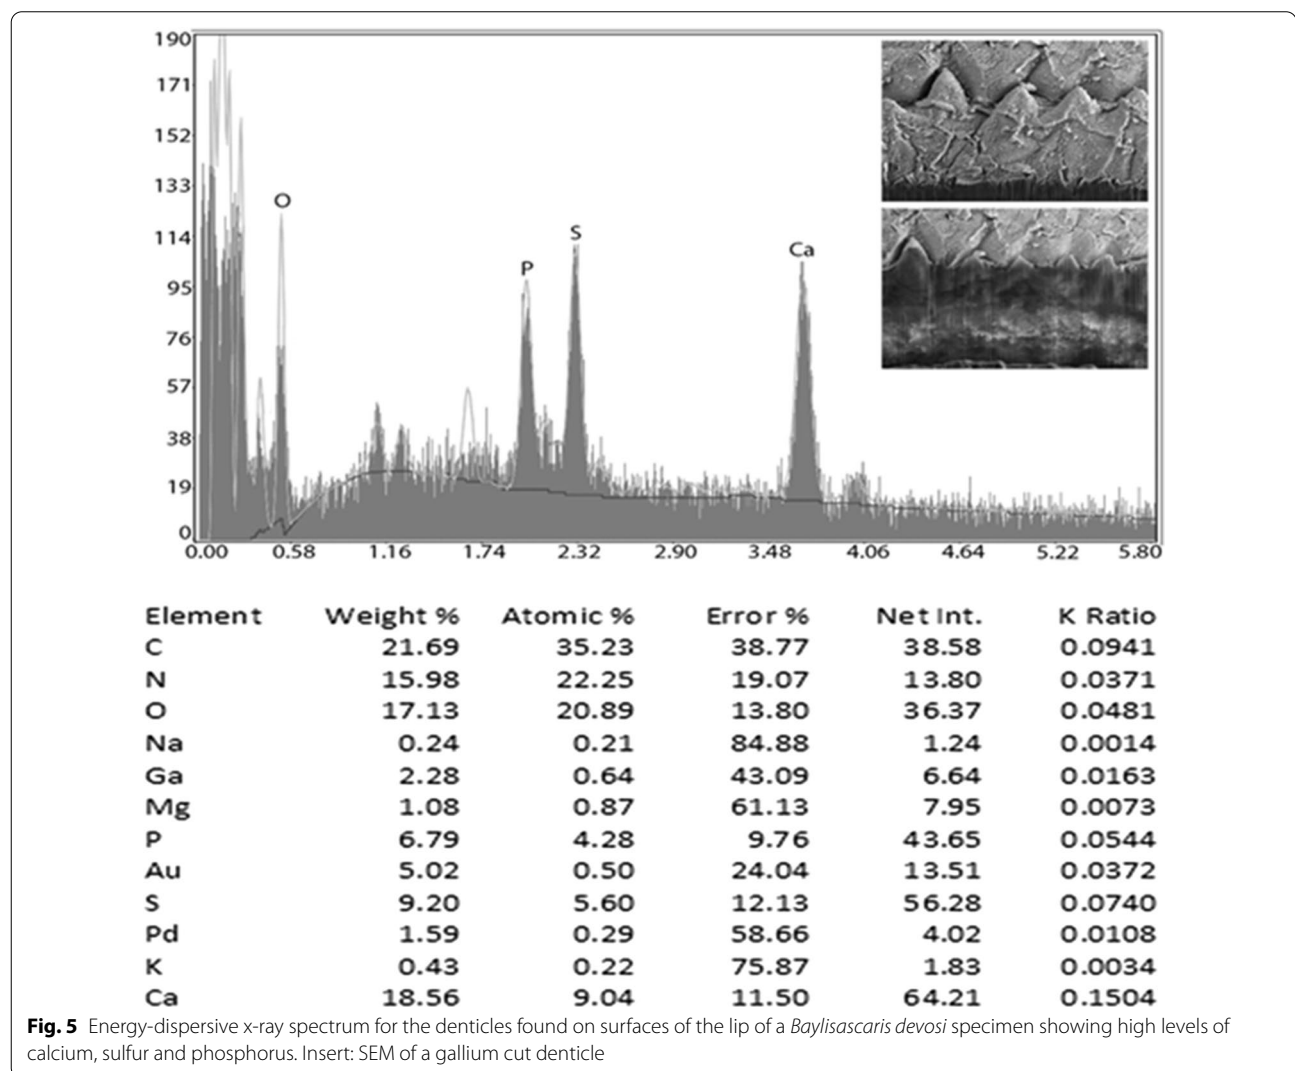 190
171
152
133
114
95
76
57
38
19
0
O
P
S
Ca
0.00 0.58 1.16 1.74 2.32 2.90 3.48 4.06 4.64 5.22 5.80
Element Weight % Atomic % Error % Net Int. K Ratio
C 21.69 35.23 38.77 38.58 0.0941
N 15.98 22.25 19.07 13.80 0.0371
O 17.13 20.89 13.80 36.37 0.0481
Na 0.24 0.21 84.88 1.24 0.0014
Ga 2.28 0.64 43.09 6.64 0.0163
Mg 1.08 0.87 61.13 7.95 0.0073
P 6.79 4.28 9.76 43.65 0.0544
Au 5.02 0.50 24.04 13.51 0.0372
S 9.20 5.60 12.13 56.28 0.0740
Pd 1.59 0.29 58.66 4.02 0.0108
K 0.43 0.22 75.87 1.83 0.0034
Ca 18.56 9.04 11.50 64.21 0.1504
Fig. 5 Energy-dispersive x-ray spectrum for the denticles found on surfaces of the lip of a Baylisascaris devosi specimen showing high levels of
calcium, sulfur and phosphorus. Insert: SEM of a gallium cut denticle